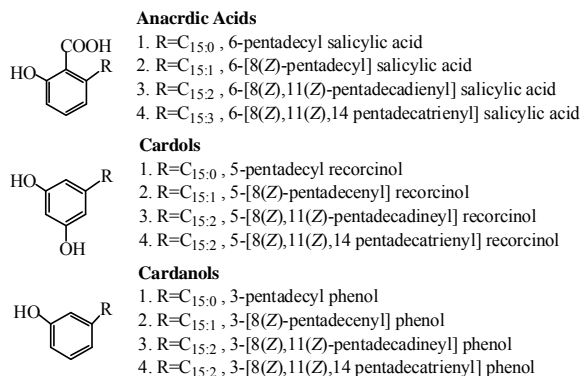 Anacrdic Acids
COOH
HO
R
1. R=C15:0 , 6-pentadecyl salicylic acid
2. R=C15:1 , 6-[8(Z)-pentadecyl] salicylic acid
3. R=C15:2 , 6-[8(Z),11(Z)-pentadecadienyl] salicylic acid
4. R=C15:3 , 6-[8(Z),11(Z),14 pentadecatrienyl] salicylic acid
Cardols
HO
R
OH
1. R=C15:0 , 5-pentadecyl recorcinol
2. R=C15:1 , 5-[8(Z)-pentadecenyl] recorcinol
3. R=C15:2 , 5-[8(Z),11(Z)-pentadecadineyl] recorcinol
4. R=C15:2 , 5-[8(Z),11(Z),14 pentadecatrienyl] recorcinol
Cardanols
HO
R
1. R=C15:0 , 3-pentadecyl phenol
2. R=C15:1 , 3-[8(Z)-pentadecenyl] phenol
3. R=C15:2 , 3-[8(Z),11(Z)-pentadecadineyl] phenol
4. R=C15:2 , 3-[8(Z),11(Z),14 pentadecatrienyl] phenol